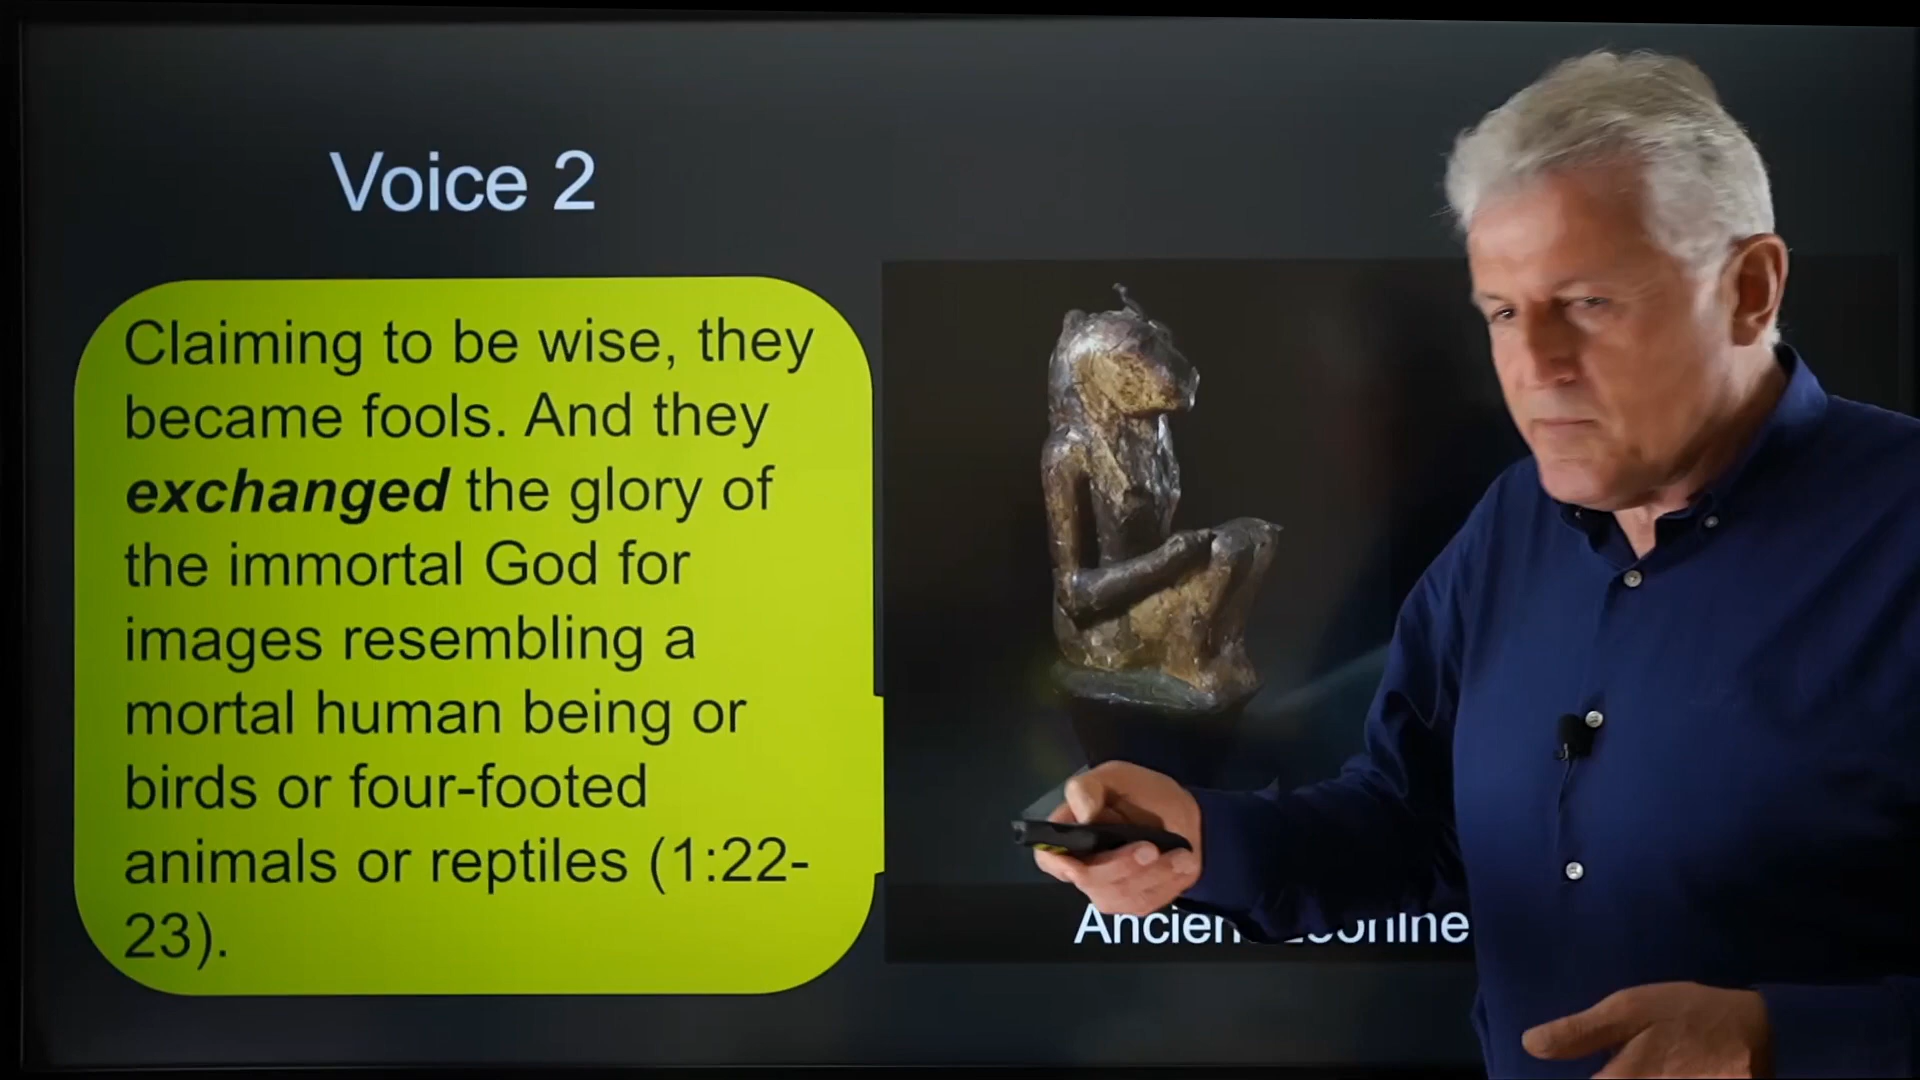 Voice 2
Claiming to be wise, they
became fools. And they
exchanged the glory of
the immortal God for
images resembling a
mortal human being or
birds or four-footed
animals or reptiles (1:22-
23).